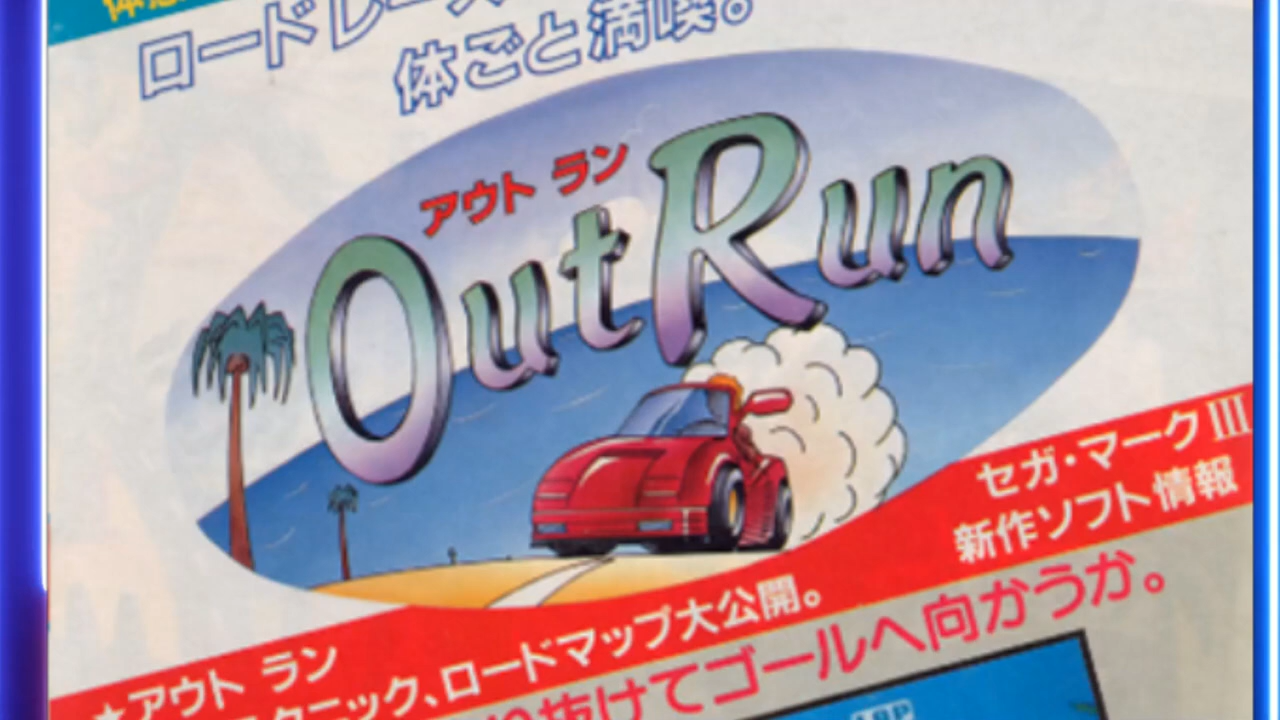 体感
ロードレース
体ごと満喫。
アウト ラン
OutRun
セガ・マークIII
新作ソフト情報
★アウト ラン
テクニック、ロードマップ大公開。
抜けてゴールへ向かうか。